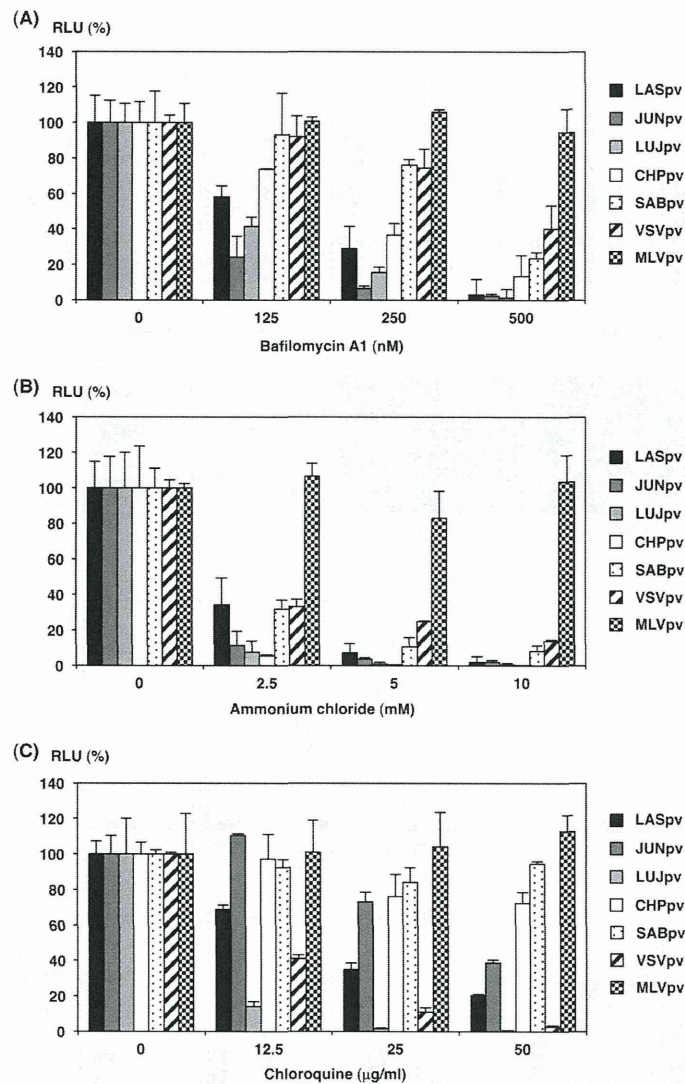 (A)
RLU (%)
140
120
100
80
60
40
20
0
0 125 250 500
Bafilomycin A1 (nM)
LASpv
JUNpv
LUJpv
CHPpv
SABpv
VSVpv
MLVpv
(B)
RLU (%)
140
120
100
80
60
40
20
0
0 2.5 5 10
Ammonium chloride (mM)
LASpv
JUNpv
LUJpv
CHPpv
SABpv
VSVpv
MLVpv
(C)
RLU (%)
140
120
100
80
60
40
20
0
0 12.5 25 50
Chloroquine (μg/ml)
LASpv
JUNpv
LUJpv
CHPpv
SABpv
VSVpv
MLVpv